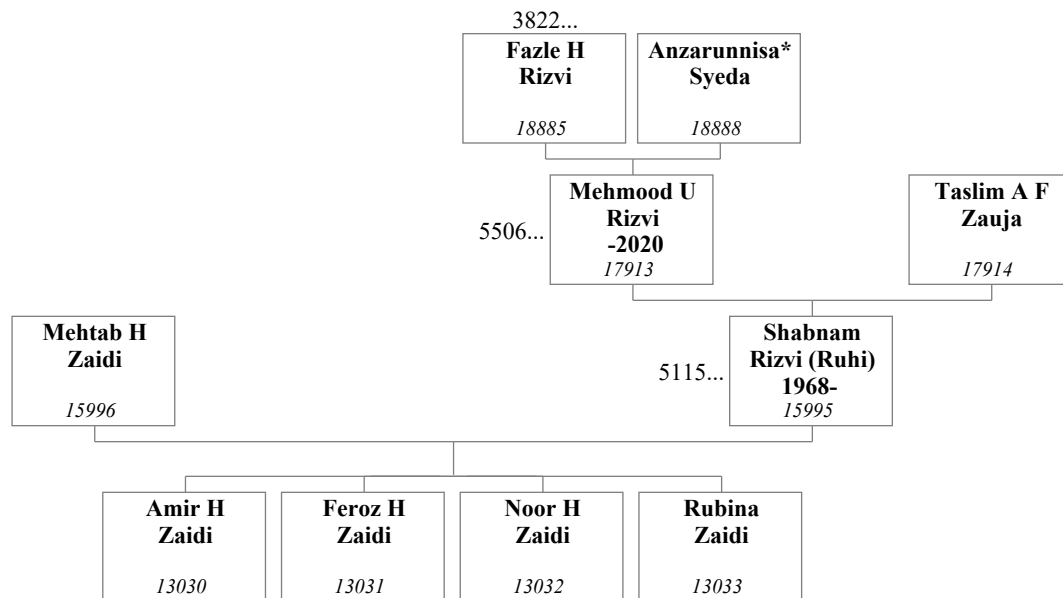 3822...
Fazle H
Rizvi
18885
Anzarunnisa*
Syeda
18888
5506...
Mehmood U
Rizvi
-2020
17913
Taslim A F
Zauja
17914
Mehtab H
Zaidi
15996
5115...
Shabnam
Rizvi (Ruhi)
1968-
15995
Amir H
Zaidi
13030
Feroz H
Zaidi
13031
Noor H
Zaidi
13032
Rubina
Zaidi
13033